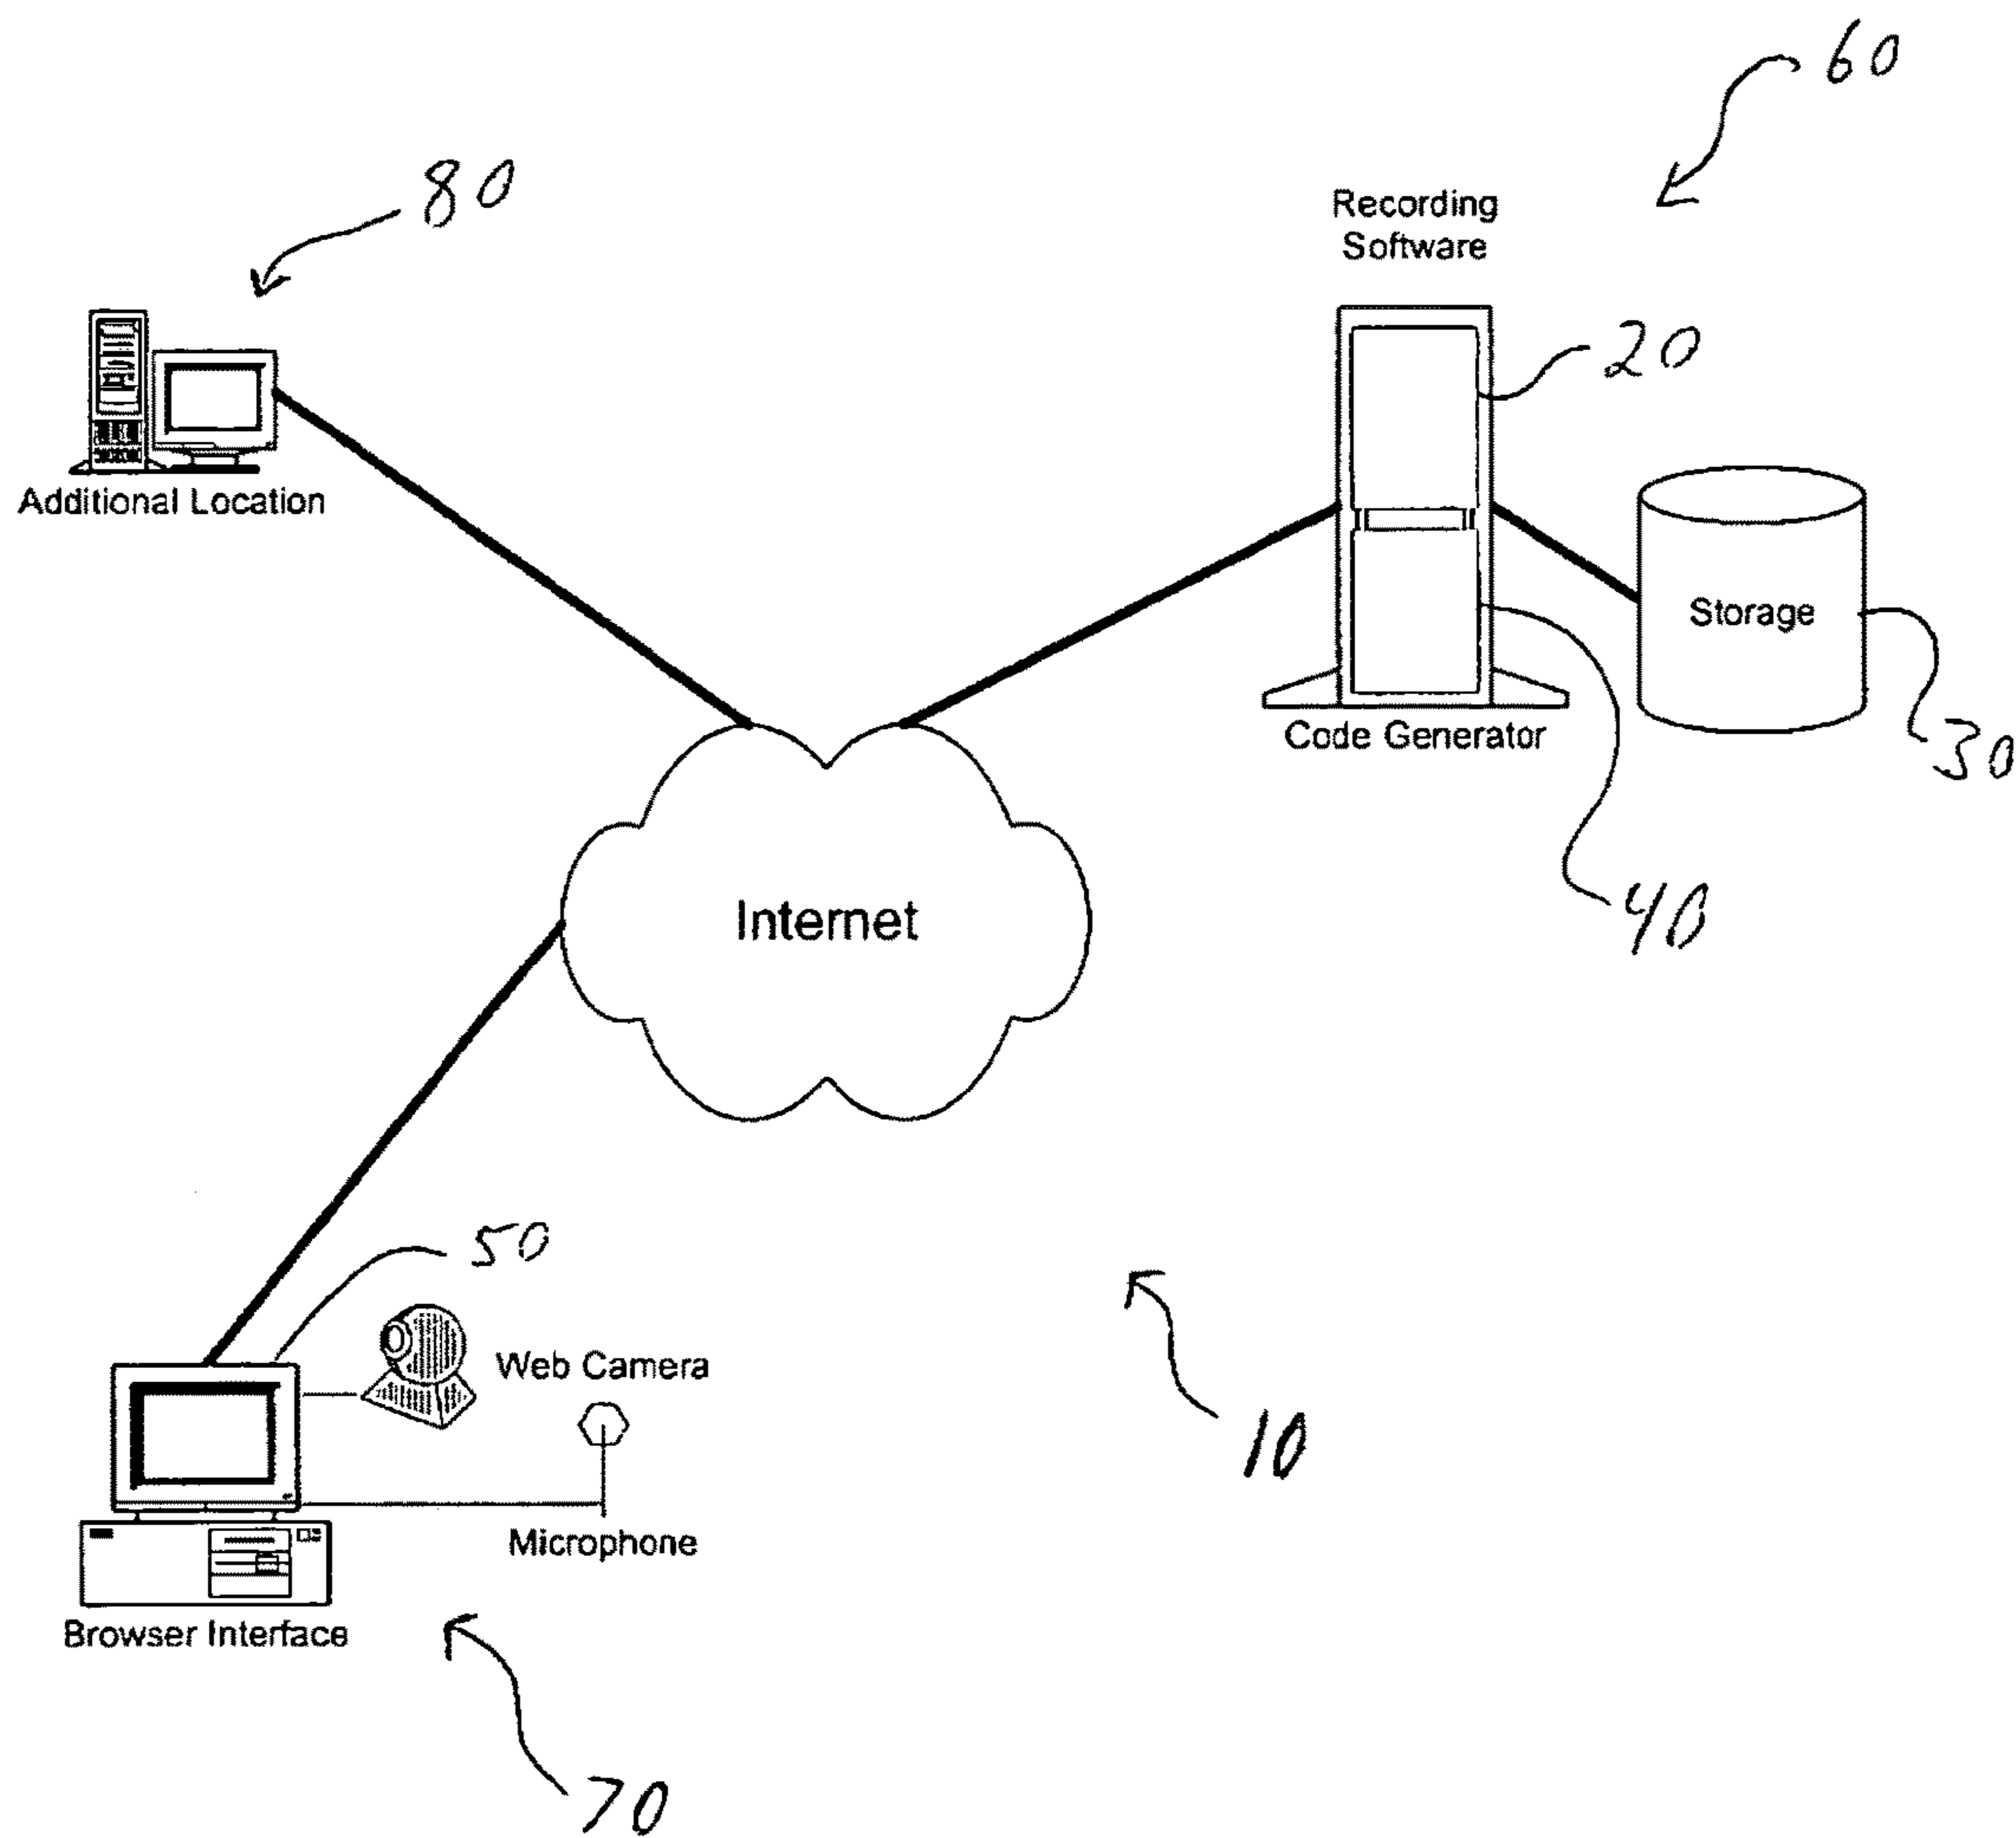 60
80
Recording
Software
20
Additional Location
Storage
Code Generator
30
Internet
40
50
Web Camera
10
Microphone
Browser Interface
70